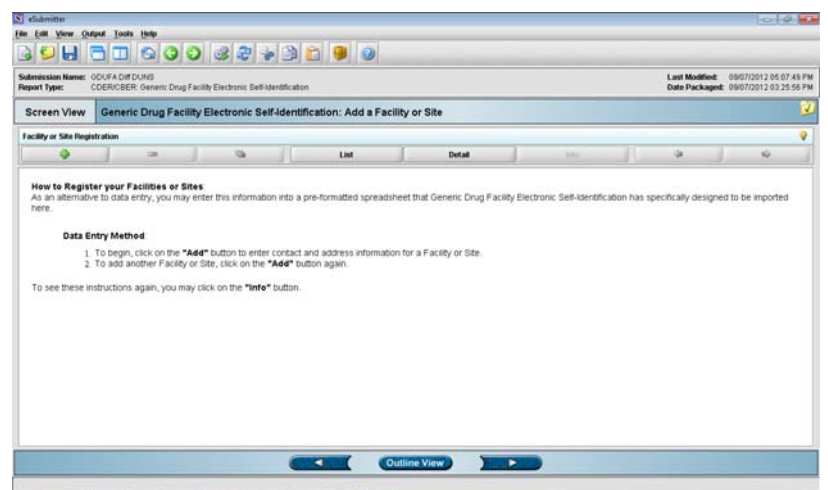 eSubmitter
File Edit View Output Tools Help
Submission Name: GDUFA Diff DUNS
Last Modified: 09/07/2012 05:07:49 PM
Report Type: CDER/CBER: Generic Drug Facility Electronic Self-Identification
Date Packaged: 09/07/2012 03:25:56 PM
Screen View Generic Drug Facility Electronic Self-Identification: Add a Facility or Site
Facility or Site Registration
List Detail Info
How to Register your Facilities or Sites:
As an alternative to data entry, you may enter this information into a pre-formatted spreadsheet that Generic Drug Facility Electronic Self-Identification has specifically designed to be imported
here.
Data Entry Method:
1. To begin, click on the "Add" button to enter contact and address information for a Facility or Site.
2. To add another Facility or Site, click on the "Add" button again.
To see these instructions again, you may click on the "Info" button.
Outline View